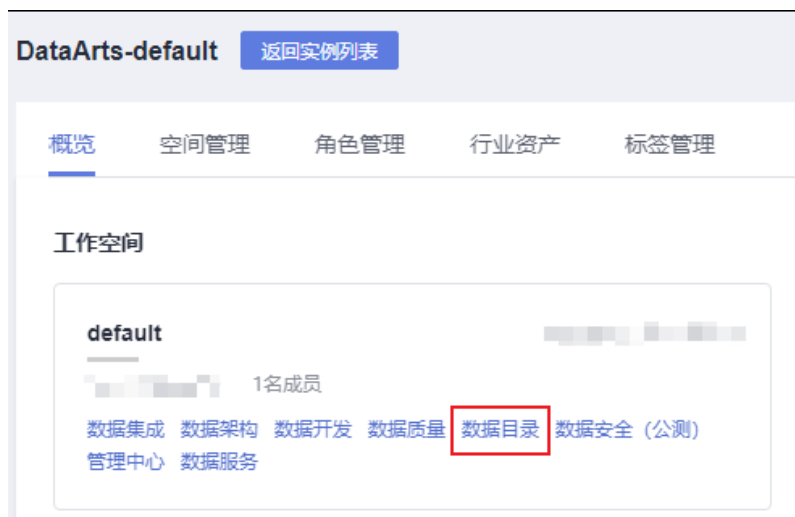 DataArts-default 返回实例列表
概览 空间管理 角色管理 行业资产 标签管理
工作空间
default
1名成员
数据集成 数据架构 数据开发 数据质量 数据目录 数据安全（公测）
管理中心 数据服务